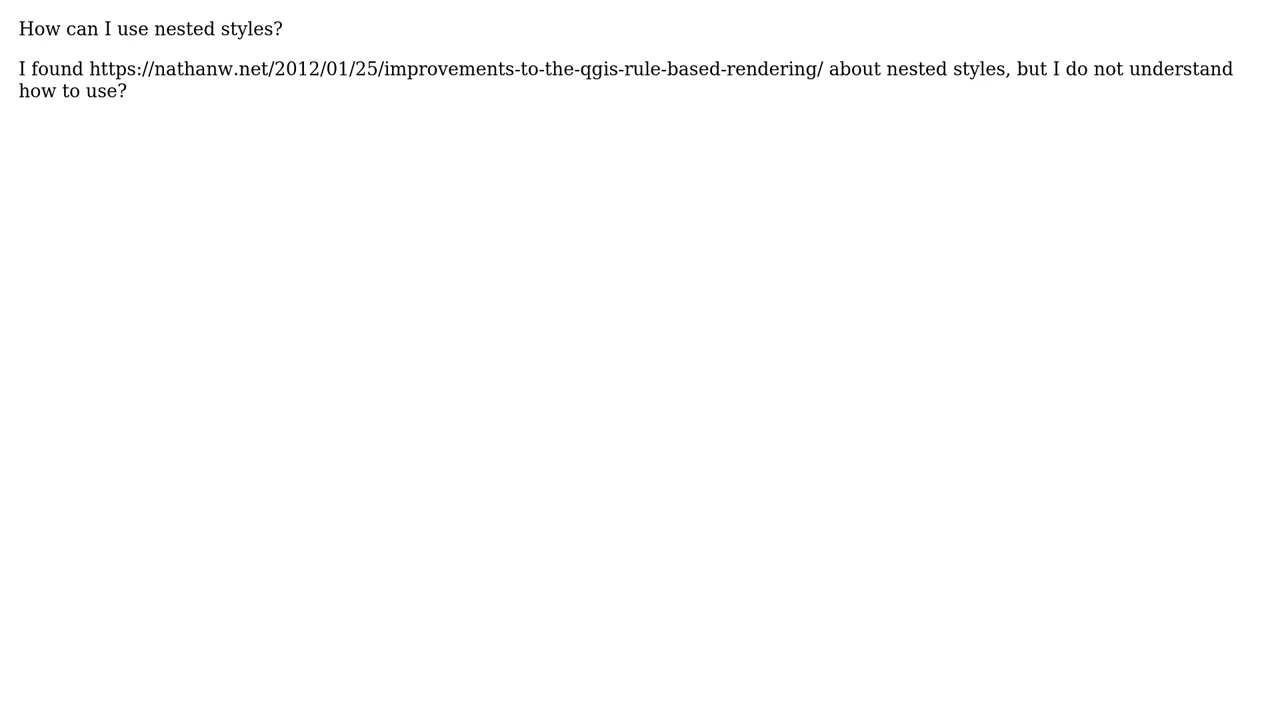 How can I use nested styles?
I found https://nathanw.net/2012/01/25/improvements-to-the-qgis-rule-based-rendering/ about nested styles, but I do not understand
how to use?